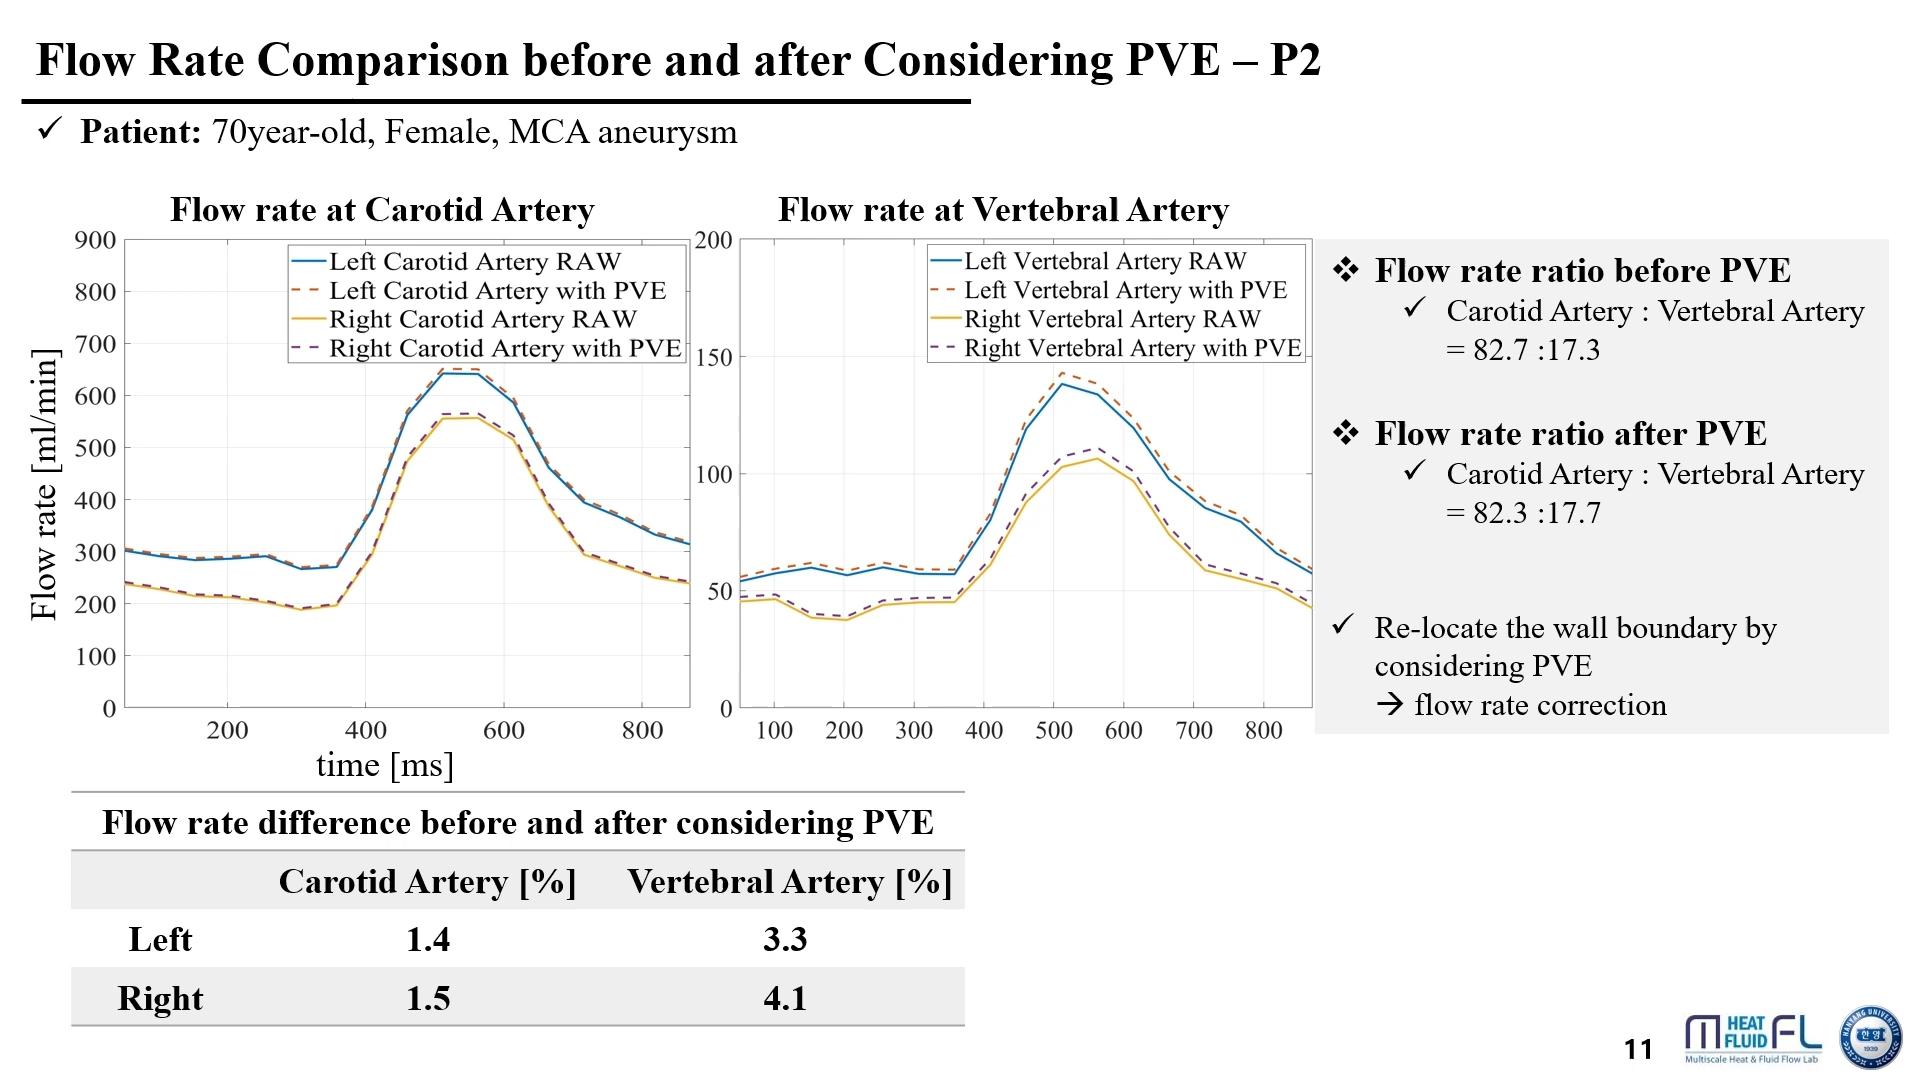 Flow Rate Comparison before and after Considering PVE – P2
✓ Patient: 70year-old, Female, MCA aneurysm
Flow rate at Carotid Artery
900
800
700
600
500
400
300
200
100
0
Flow rate [ml/min]
Left Carotid Artery RAW
Left Carotid Artery with PVE
Right Carotid Artery RAW
Right Carotid Artery with PVE
200 400 600 800
time [ms]
Flow rate at Vertebral Artery
200
150
100
50
0
Left Vertebral Artery RAW
Left Vertebral Artery with PVE
Right Vertebral Artery RAW
Right Vertebral Artery with PVE
100 200 300 400 500 600 700 800
❖ Flow rate ratio before PVE
✓ Carotid Artery : Vertebral Artery
= 82.7 :17.3
❖ Flow rate ratio after PVE
✓ Carotid Artery : Vertebral Artery
= 82.3 :17.7
✓ Re-locate the wall boundary by
considering PVE
→ flow rate correction
Flow rate difference before and after considering PVE
Carotid Artery [%] Vertebral Artery [%]
Left 1.4 3.3
Right 1.5 4.1
11
M HEAT FLUID FL
Multiscale Heat & Fluid Flow Lab
HANYANG UNIVERSITY
한양
1939